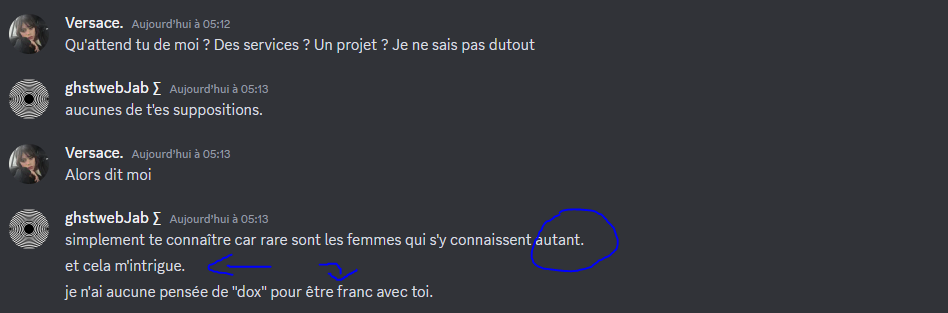 Versace. Aujourd'hui à 05:12
Qu'attend tu de moi ? Des services ? Un projet ? Je ne sais pas dutout
ghstwebJab ∑ Aujourd'hui à 05:13
aucunes de t'es suppositions.
Versace. Aujourd'hui à 05:13
Alors dit moi
ghstwebJab ∑ Aujourd'hui à 05:13
simplement te connaître car rare sont les femmes qui s'y connaissent autant.
et cela m'intrigue.
je n'ai aucune pensée de "dox" pour être franc avec toi.